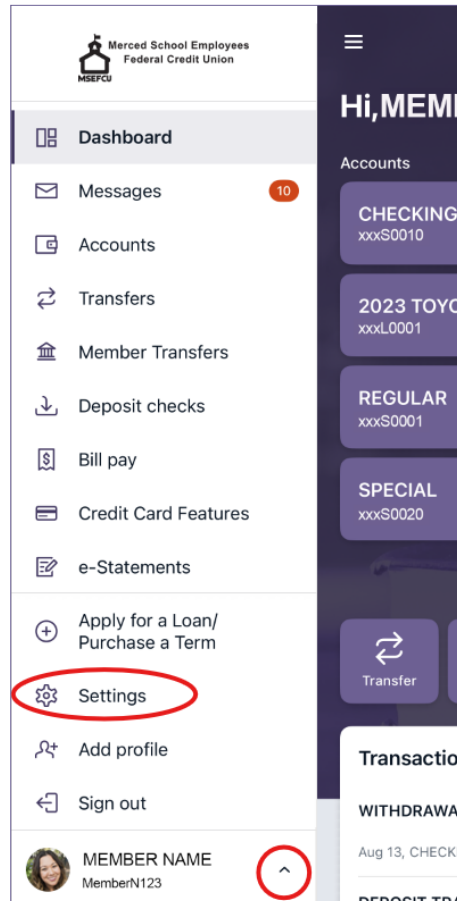 Merced School Employees
Federal Credit Union
MSEFCU
Dashboard
Messages
10
Accounts
Transfers
Member Transfers
Deposit checks
Bill pay
Credit Card Features
e-Statements
Apply for a Loan/
Purchase a Term
Settings
Add profile
Sign out
MEMBER NAME
MemberN123
Hi,MEM
Accounts
CHECKING
xxxS0010
2023 TOYO
xxxL0001
REGULAR
xxxS0001
SPECIAL
xxxS0020
Transfer
Transactio
WITHDRAWA
Aug 13, CHECK
DEPOSIT TRA